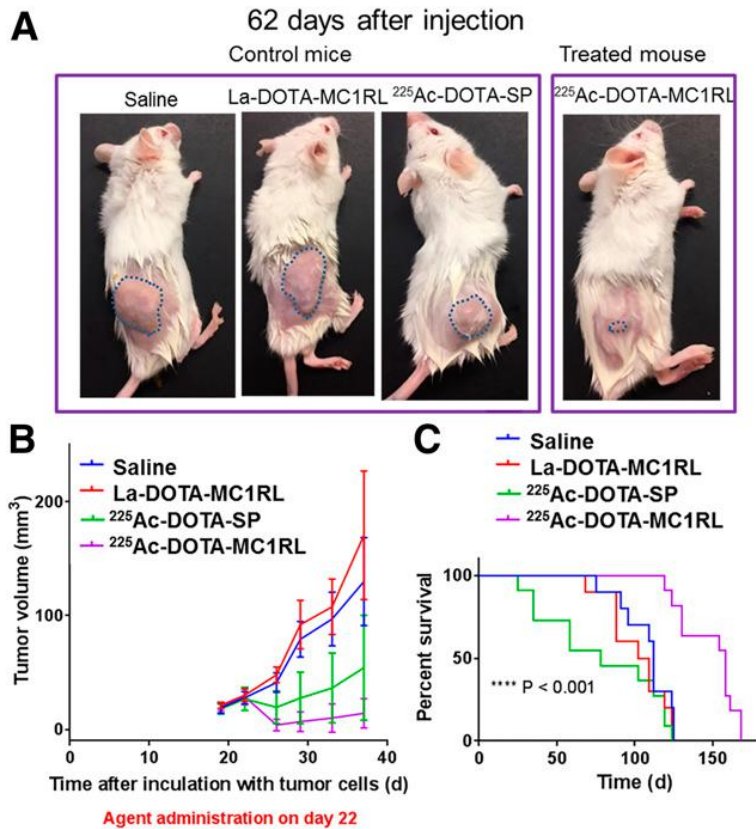 A
62 days after injection
Control mice
Treated mouse
Saline
La-DOTA-MC1RL
²²⁵Ac-DOTA-SP
²²⁵Ac-DOTA-MC1RL
B
Saline
La-DOTA-MC1RL
²²⁵Ac-DOTA-SP
²²⁵Ac-DOTA-MC1RL
Tumor volume (mm³)
200
100
0
0 10 20 30 40
Time after inculation with tumor cells (d)
Agent administration on day 22
C
Saline
La-DOTA-MC1RL
²²⁵Ac-DOTA-SP
²²⁵Ac-DOTA-MC1RL
Percent survival
100
50
0
**** P < 0.001
0 50 100 150
Time (d)